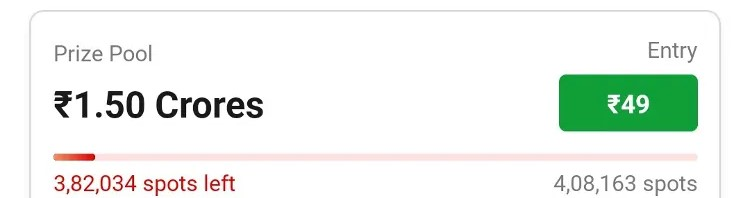 Prize Pool
Entry
₹1.50 Crores
₹49
3,82,034 spots left
4,08,163 spots